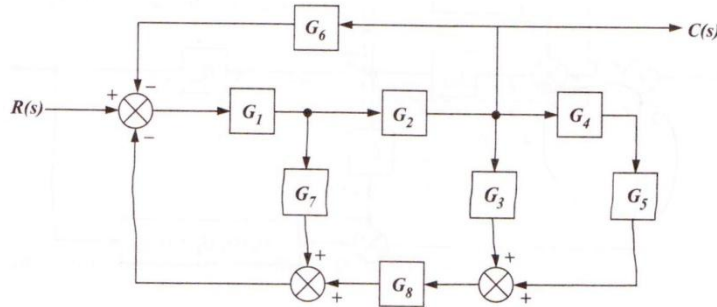 G6
C(s)
+
−
R(s)
G1
G2
G4
−
G7
G3
G5
+
+
G8
+
+